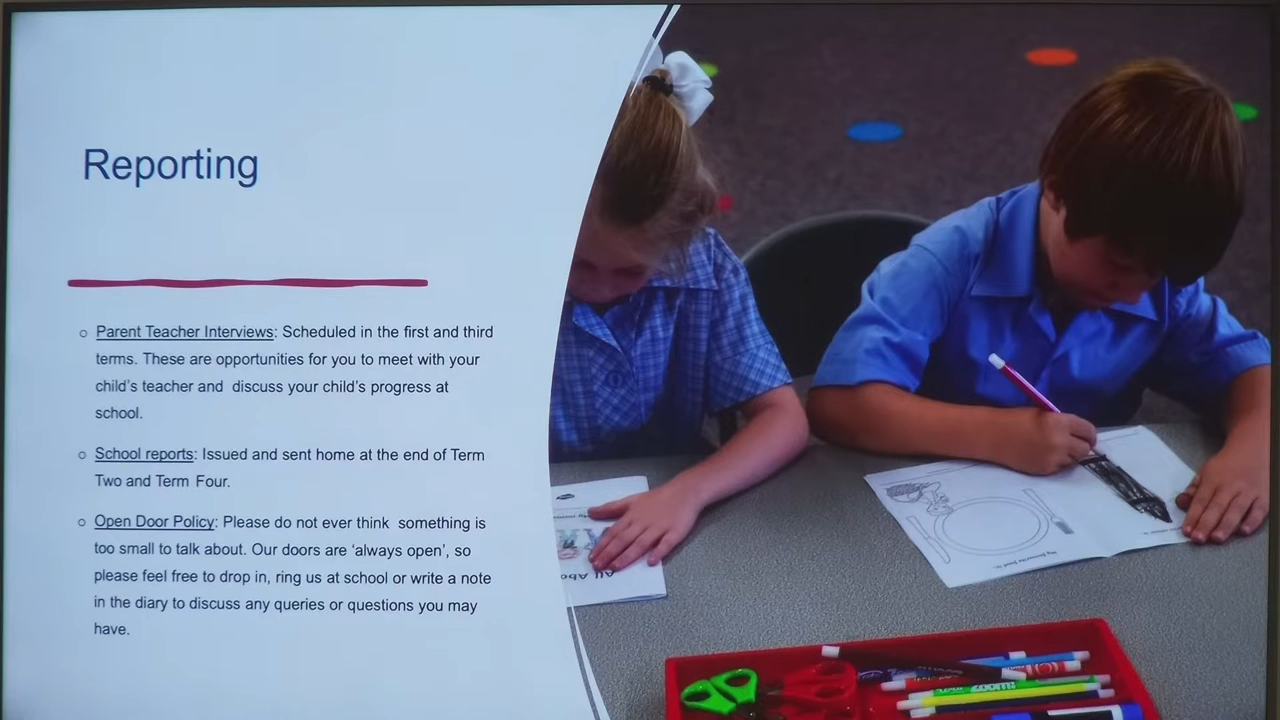 Reporting
Parent Teacher Interviews: Scheduled in the first and third
terms. These are opportunities for you to meet with your
child's teacher and discuss your child's progress at
school.
School reports: Issued and sent home at the end of Term
Two and Term Four.
Open Door Policy: Please do not ever think something is
too small to talk about. Our doors are ‘always open’, so
please feel free to drop in, ring us at school or write a note
in the diary to discuss any queries or questions you may
have.